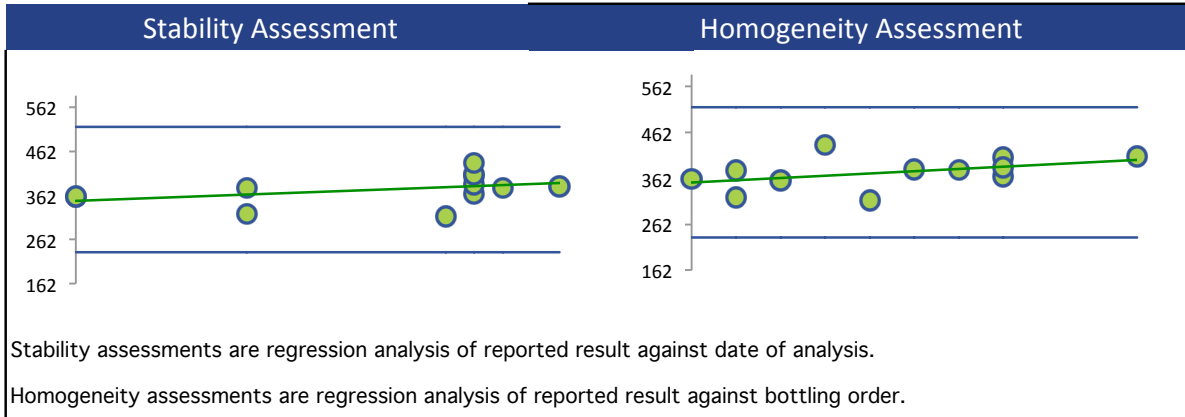 Stability Assessment
Homogeneity Assessment
562
462
362
262
162
562
462
362
262
162
Stability assessments are regression analysis of reported result against date of analysis.
Homogeneity assessments are regression analysis of reported result against bottling order.